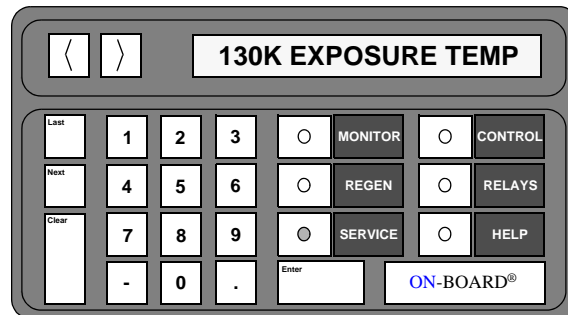 〈 〉 130K EXPOSURE TEMP
Last 1 2 3 MONITOR CONTROL
Next 4 5 6 REGEN RELAYS
Clear 7 8 9 SERVICE HELP
- 0 . Enter ON-BOARD®